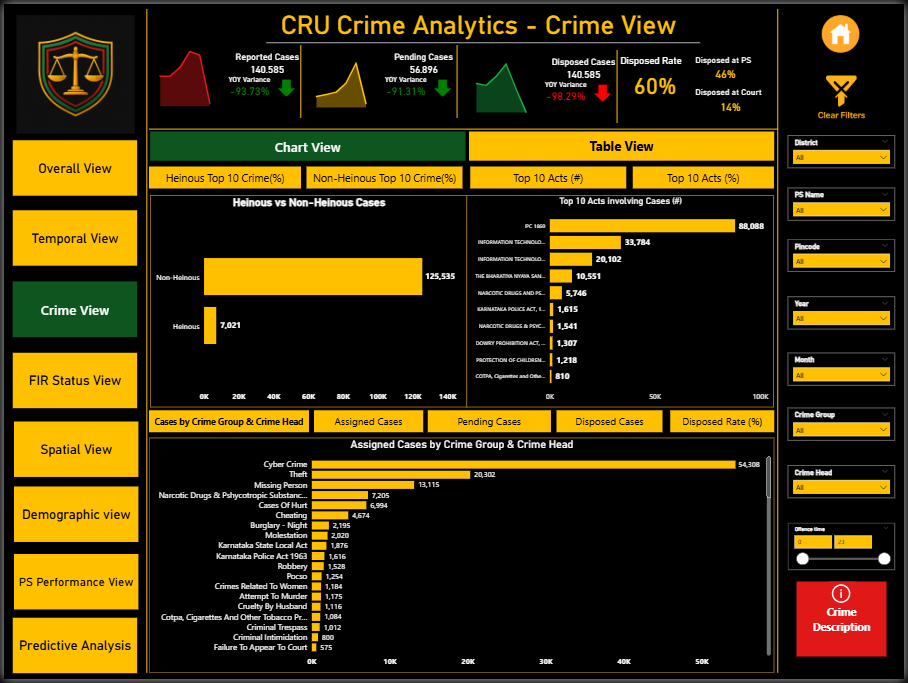 CRU Crime Analytics - Crime View
Reported Cases
140.585
YOY Variance
-93.73%
Pending Cases
56.896
YOY Variance
-91.31%
Disposed Cases
140.585
YOY Variance
-98.29%
Disposed Rate
60%
Disposed at PS
46%
Disposed at Court
14%
Clear Filters
Overall View
Temporal View
Crime View
FIR Status View
Spatial View
Demographic view
PS Performance View
Predictive Analysis
Chart View
Table View
Heinous Top 10 Crime(%)
Non-Heinous Top 10 Crime(%)
Top 10 Acts (#)
Top 10 Acts (%)
Heinous vs Non-Heinous Cases
Non-Heinous 125,535
Heinous 7,021
0K 20K 40K 60K 80K 100K 120K 140K
Top 10 Acts involving Cases (#)
IPC 1860 88,088
INFORMATION TECHNOLO... 33,784
INFORMATION TECHNOLO... 20,102
THE BHARATIYA NYAYA SAN... 10,551
NARCOTIC DRUGS AND PS... 5,746
KARNATAKA POLICE ACT, 1... 1,615
NARCOTIC DRUGS & PSYC... 1,541
DOWRY PROHIBITION ACT, ... 1,307
PROTECTION OF CHILDREN... 1,218
COTPA, Cigarettes and Othe... 810
0K 50K 100K
Cases by Crime Group & Crime Head
Assigned Cases
Pending Cases
Disposed Cases
Disposed Rate (%)
Assigned Cases by Crime Group & Crime Head
Cyber Crime 54,308
Theft 20,302
Missing Person 13,115
Narcotic Drugs & Pshycotropic Substanc... 7,205
Cases Of Hurt 6,994
Cheating 4,674
Burglary - Night 2,195
Molestation 2,020
Karnataka State Local Act 1,876
Karnataka Police Act 1963 1,616
Robbery 1,528
Pocso 1,254
Crimes Related To Women 1,184
Attempt To Murder 1,175
Cruelty By Husband 1,116
Cotpa, Cigarettes And Other Tobacco Pr... 1,084
Criminal Trespass 1,012
Criminal Intimidation 800
Failure To Appear To Court 575
0K 10K 20K 30K 40K 50K
District
All
PS Name
All
Pincode
All
Year
All
Month
All
Crime Group
All
Crime Head
All
Offence time
0 23
Crime
Description